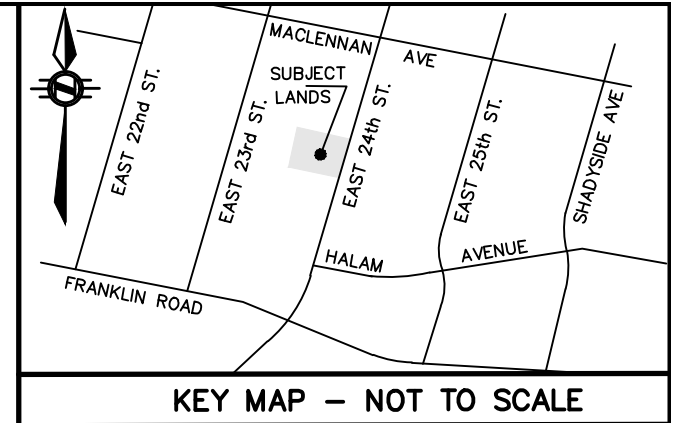 MACLENNAN AVE
SUBJECT
LANDS
EAST 22nd ST.
EAST 23rd ST.
EAST 24th ST.
EAST 25th ST.
SHADYSIDE AVE
HALAM AVENUE
FRANKLIN ROAD
KEY MAP – NOT TO SCALE